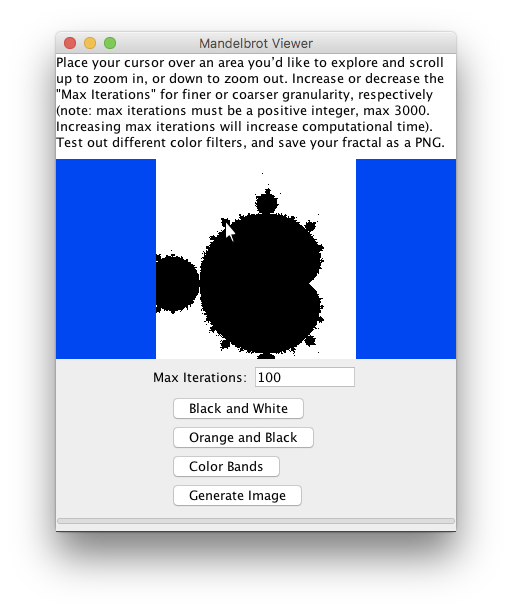 Mandelbrot Viewer
Place your cursor over an area you'd like to explore and scroll
up to zoom in, or down to zoom out. Increase or decrease the
"Max Iterations" for finer or coarser granularity, respectively
(note: max iterations must be a positive integer, max 3000.
Increasing max iterations will increase computational time).
Test out different color filters, and save your fractal as a PNG.
Max Iterations: 100
Black and White
Orange and Black
Color Bands
Generate Image